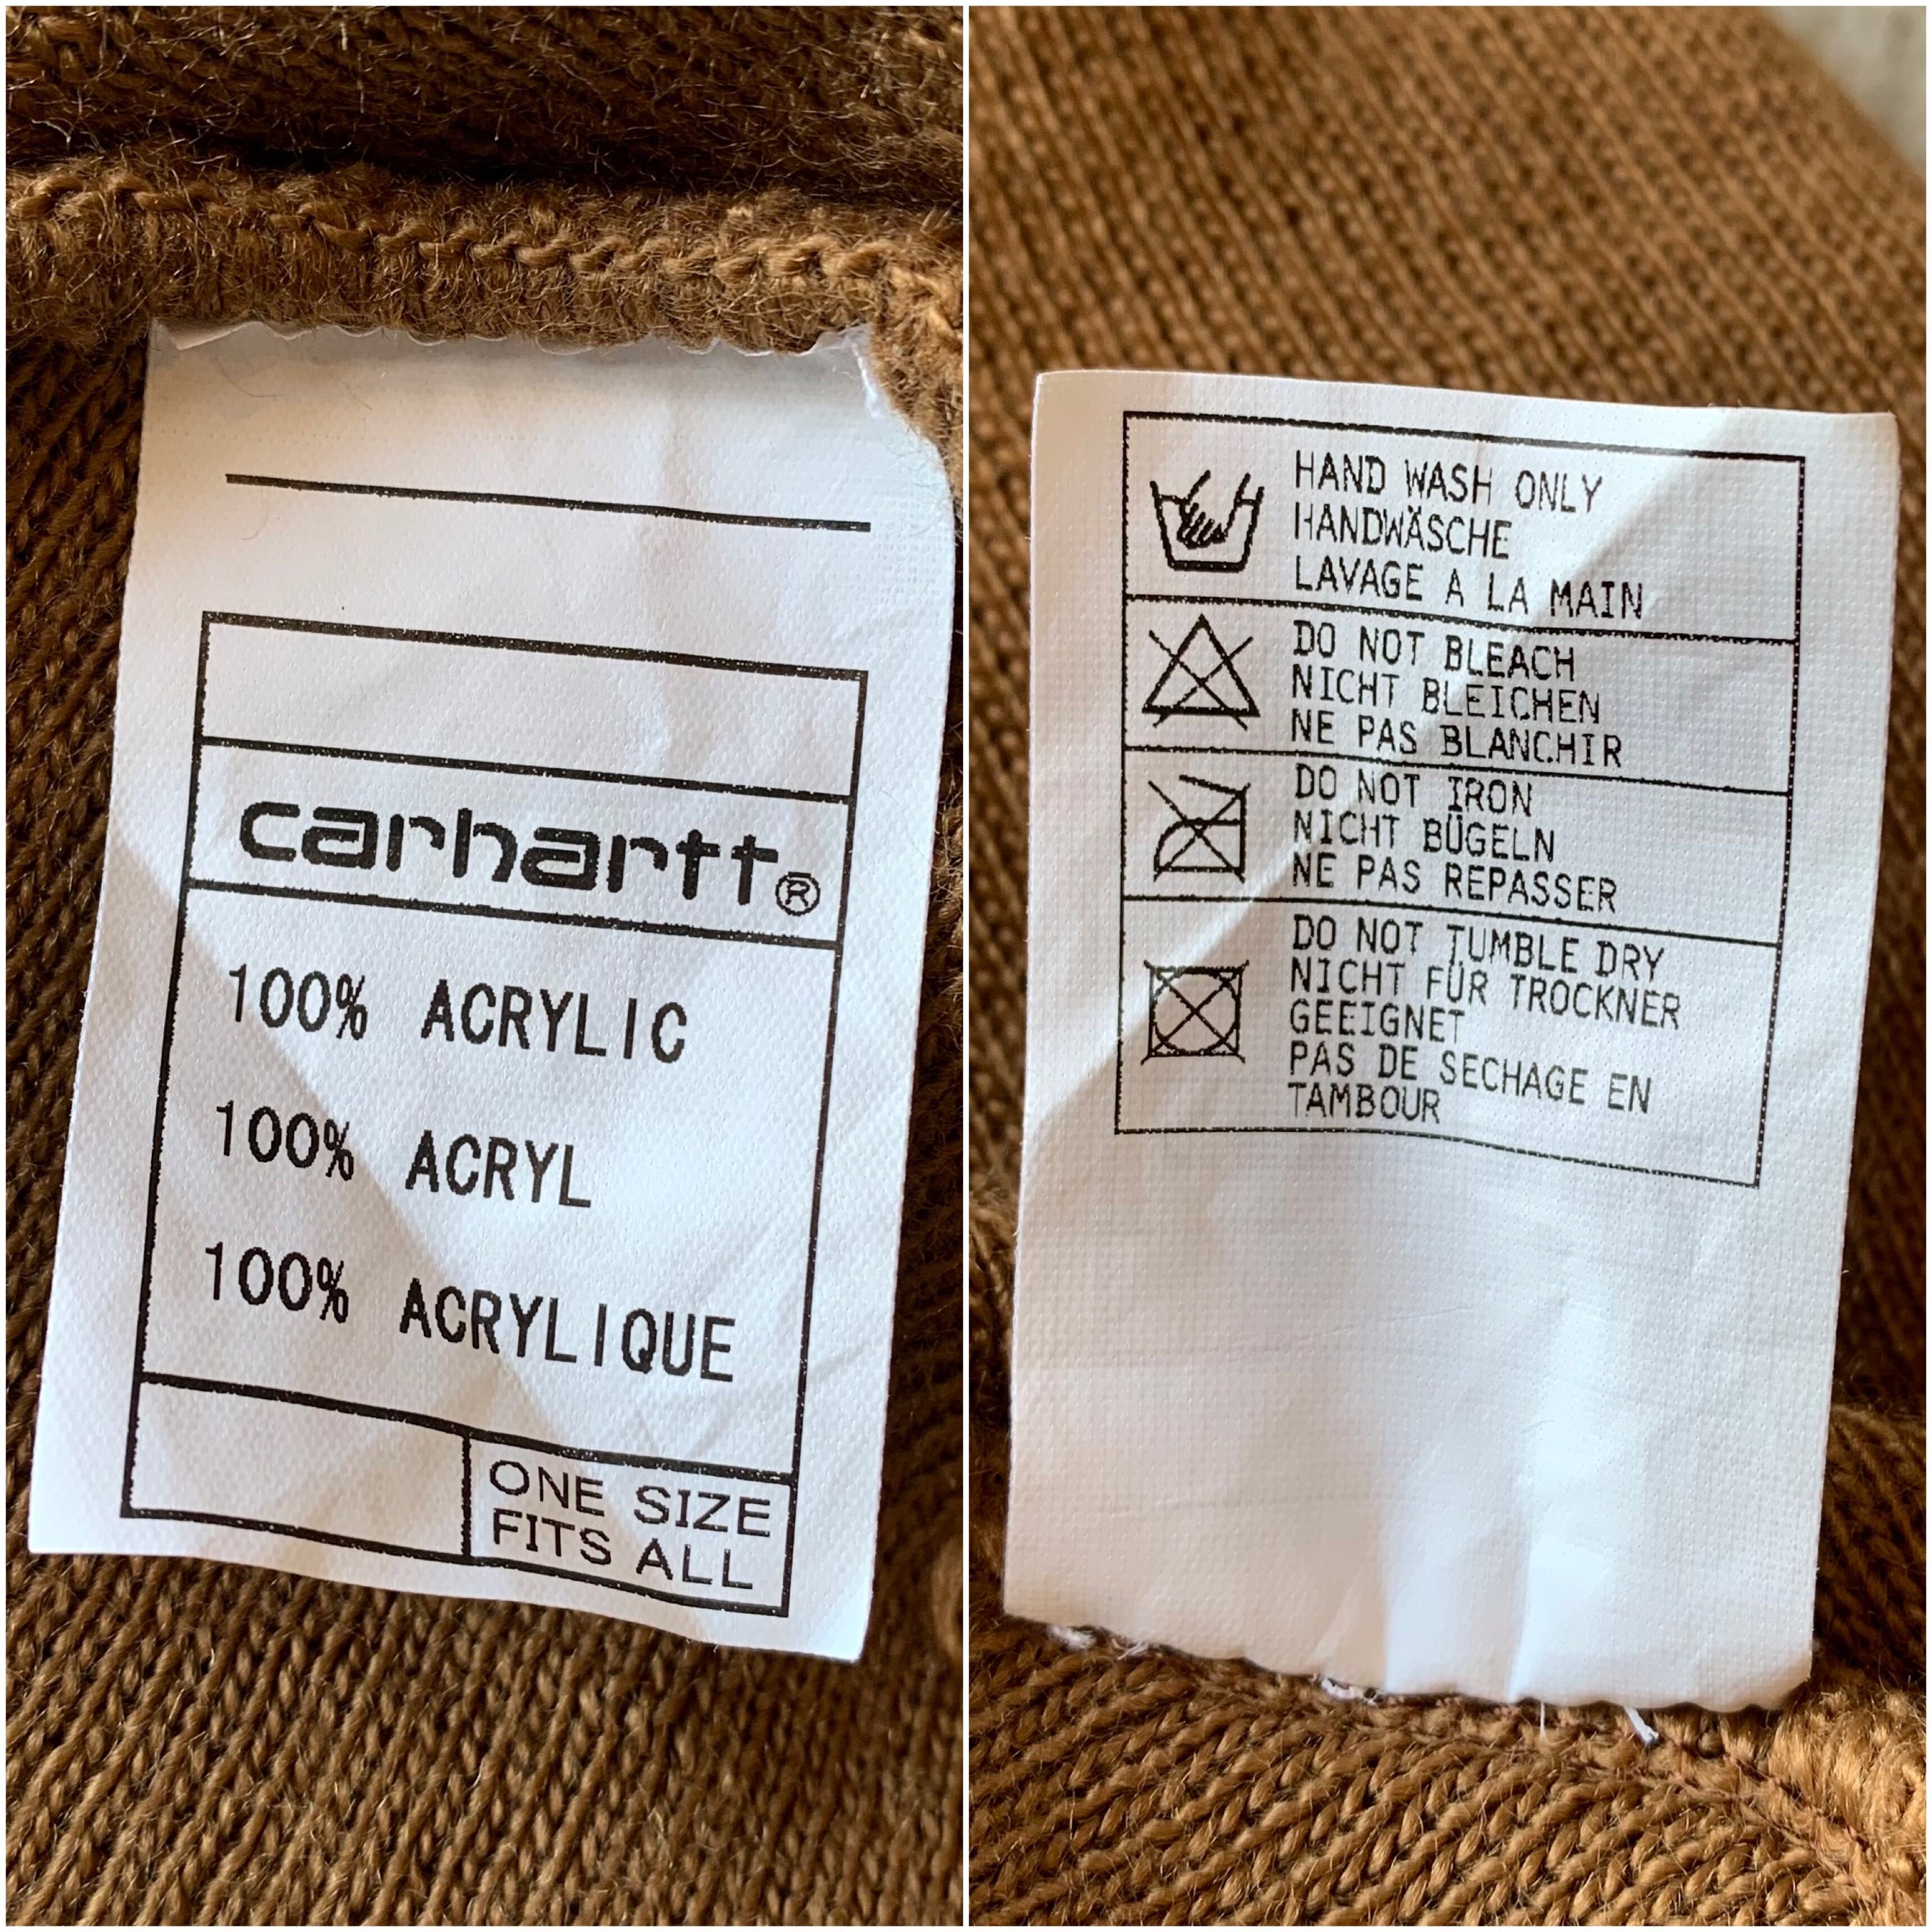 carhartt®
100% ACRYLIC
100% ACRYL
100% ACRYLIQUE
ONE SIZE
FITS ALL
HAND WASH ONLY
HANDWÄSCHE
LAVAGE A LA MAIN
DO NOT BLEACH
NICHT BLEICHEN
NE PAS BLANCHIR
DO NOT IRON
NICHT BÜGELN
NE PAS REPASSER
DO NOT TUMBLE DRY
NICHT FÜR TROCKNER
GEEIGNET
PAS DE SECHAGE EN
TAMBOUR